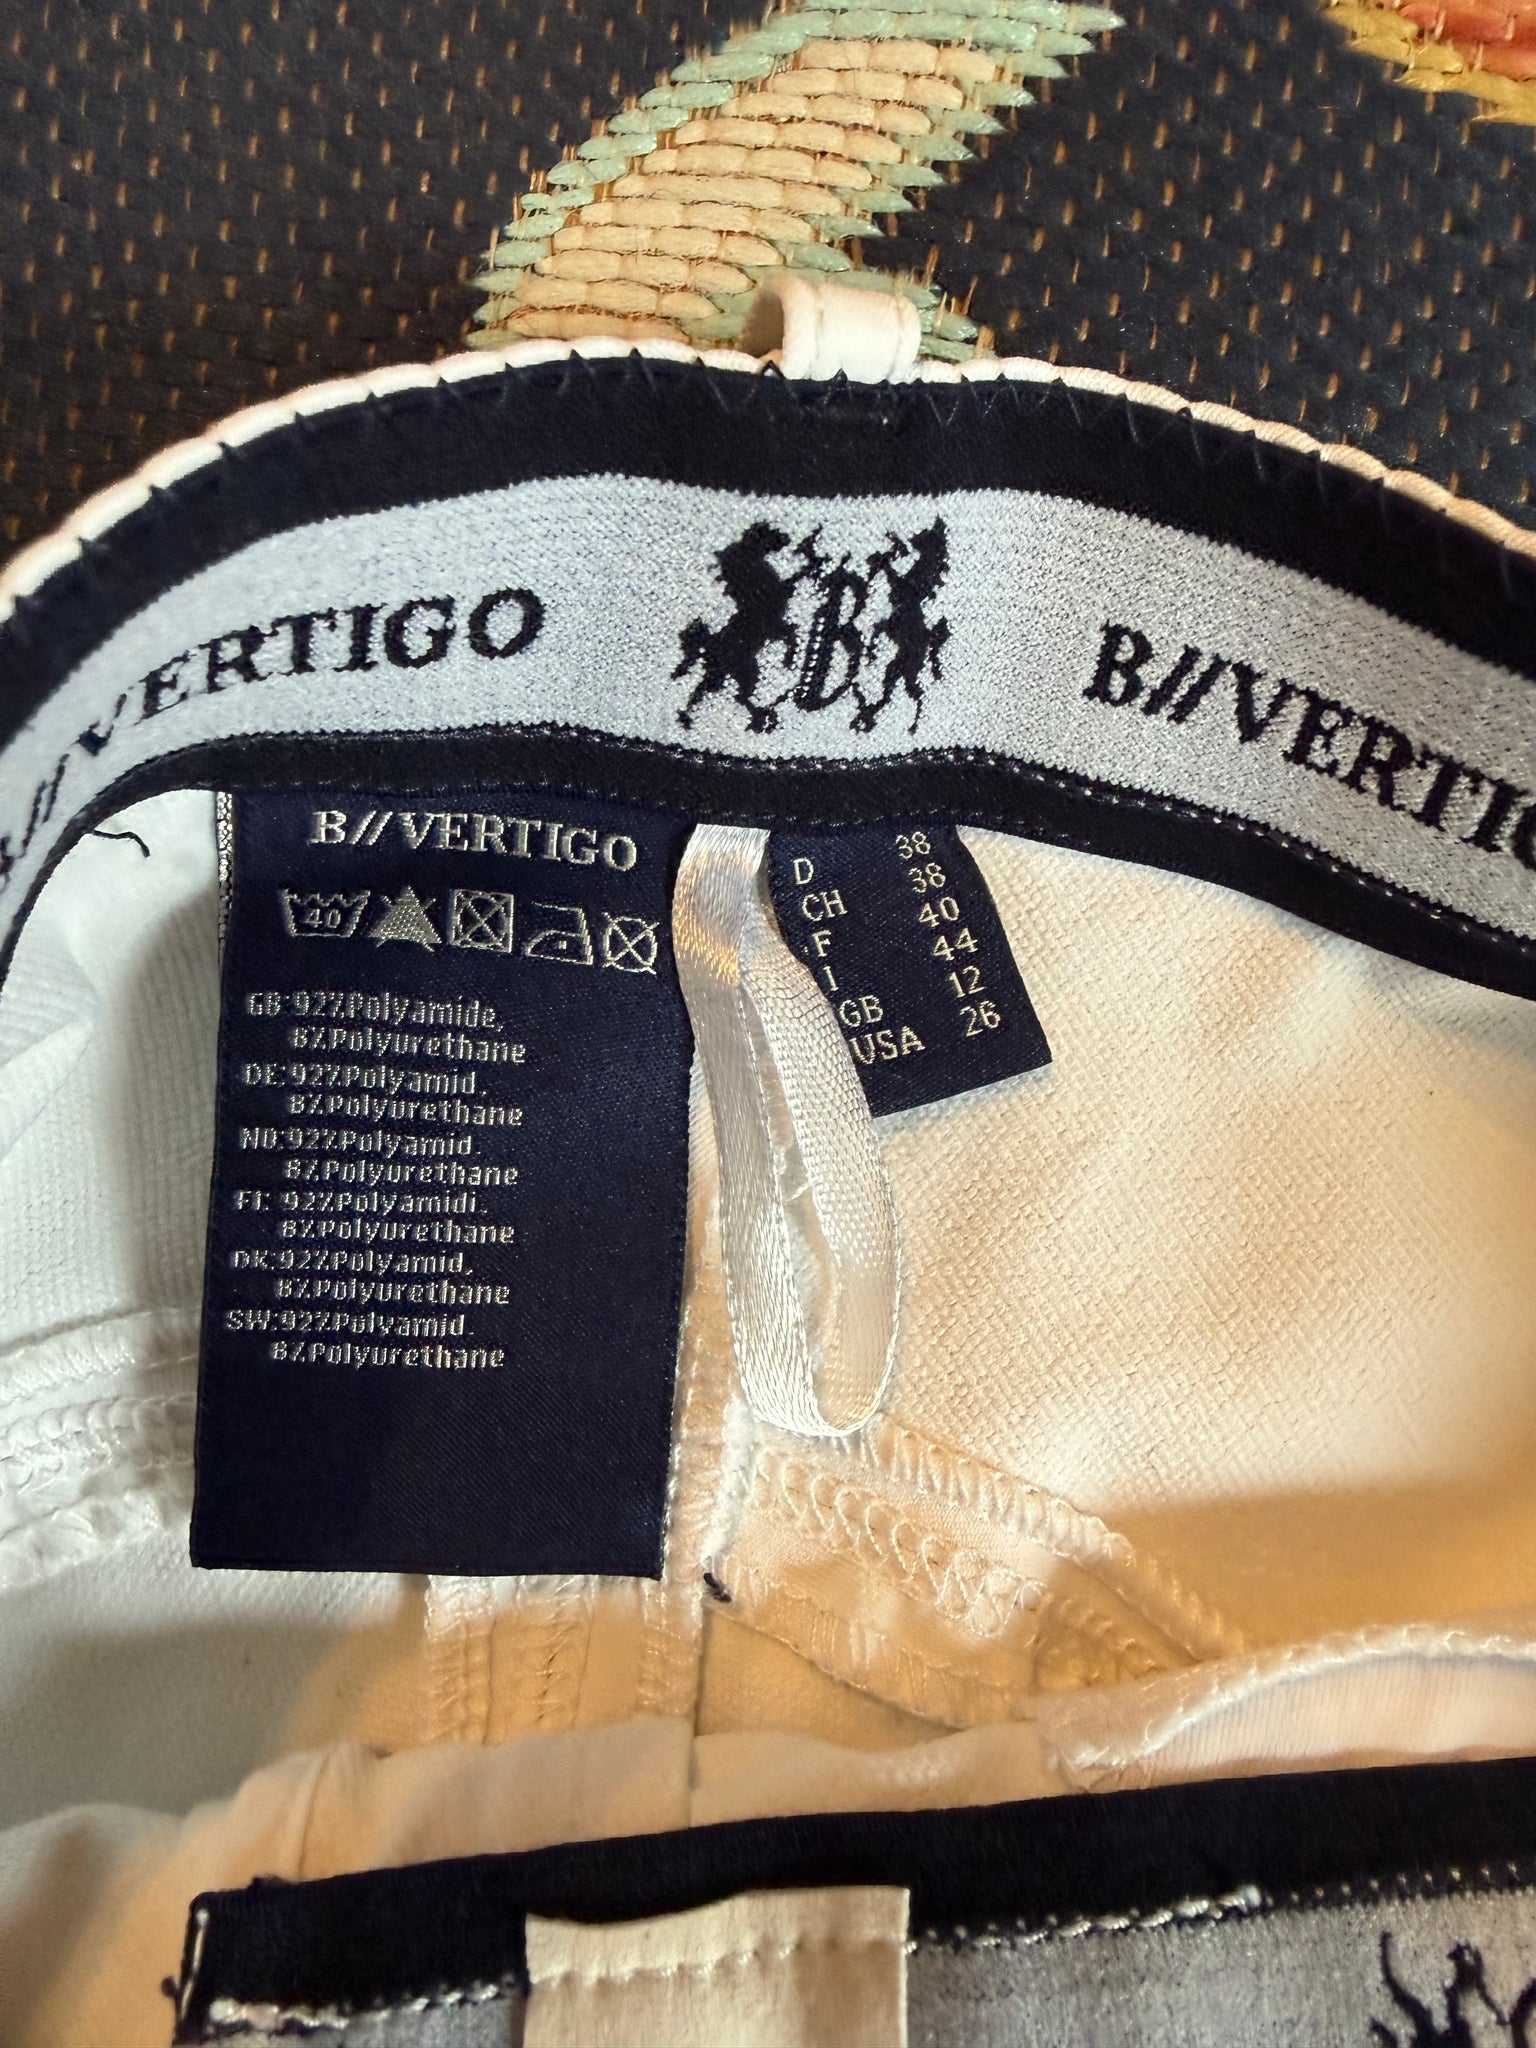 B//VERTIGO
B
B//VERTIGO
B//VERTIGO
40
GB:92%Polyamide,
8%Polyurethane
DE:92%Polyamid.
8%Polyurethane
NO:92%Polyamid.
8%Polyurethane
FI: 92%Polyamidi.
8%Polyurethane
DK:92%Polyamid,
8%Polyurethane
SW:92%Polyamid.
8%Polyurethane
D 38
CH 38
F 40
I 44
GB 12
USA 26